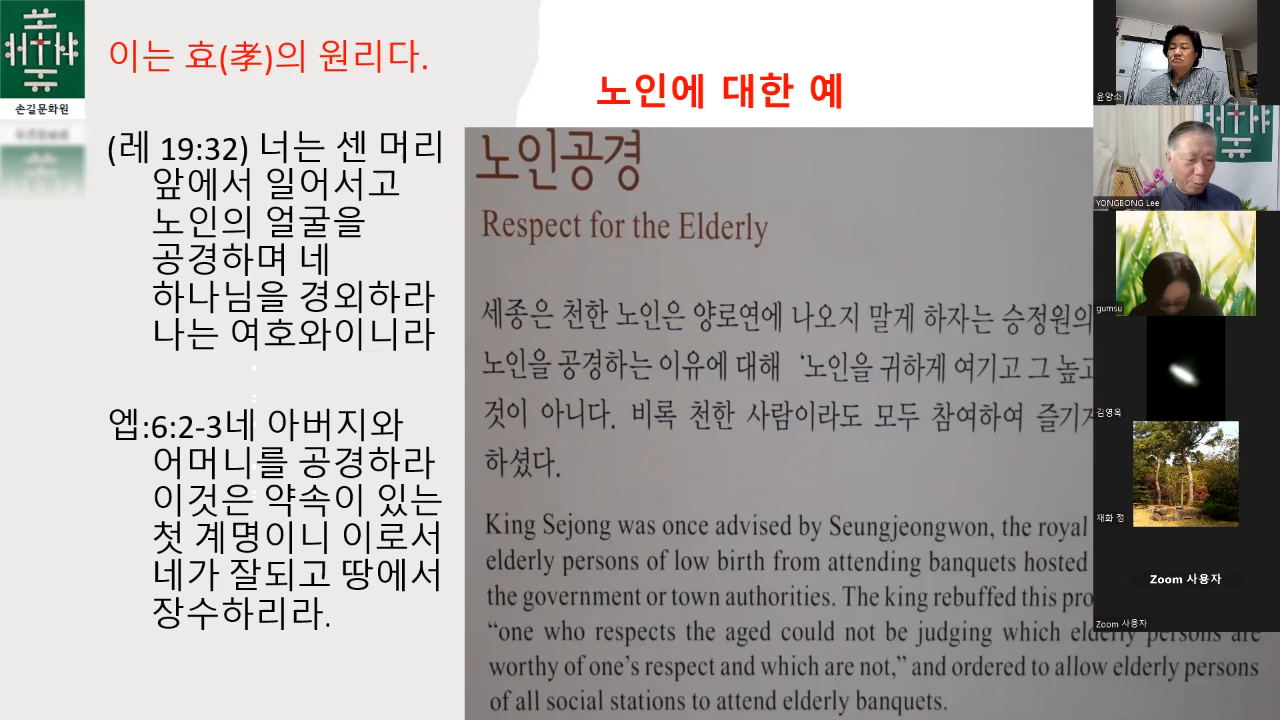 손길문화원
이는 효(孝)의 원리다.
(레 19:32) 너는 센 머리
앞에서 일어서고
노인의 얼굴을
공경하며 네
하나님을 경외하라
나는 여호와이니라
엡:6:2-3네 아버지와
어머니를 공경하라
이것은 약속이 있는
첫 계명이니 이로서
네가 잘되고 땅에서
장수하리라.
노인에 대한 예
노인공경
Respect for the Elderly
세종은 천한 노인은 양로연에 나오지 말게 하자는 승정원의
노인을 공경하는 이유에 대해 ‘노인을 귀하게 여기고 그 높고
것이 아니다. 비록 천한 사람이라도 모두 참여하여 즐기게
하셨다.
King Sejong was once advised by Seungjeongwon, the royal
elderly persons of low birth from attending banquets hosted
the government or town authorities. The king rebuffed this pro
“one who respects the aged could not be judging which elderly persons are
worthy of one’s respect and which are not,” and ordered to allow elderly persons
of all social stations to attend elderly banquets.
윤양소
YONGBONG Lee
gumsu
김영옥
재화 정
Zoom 사용자
Zoom 사용자